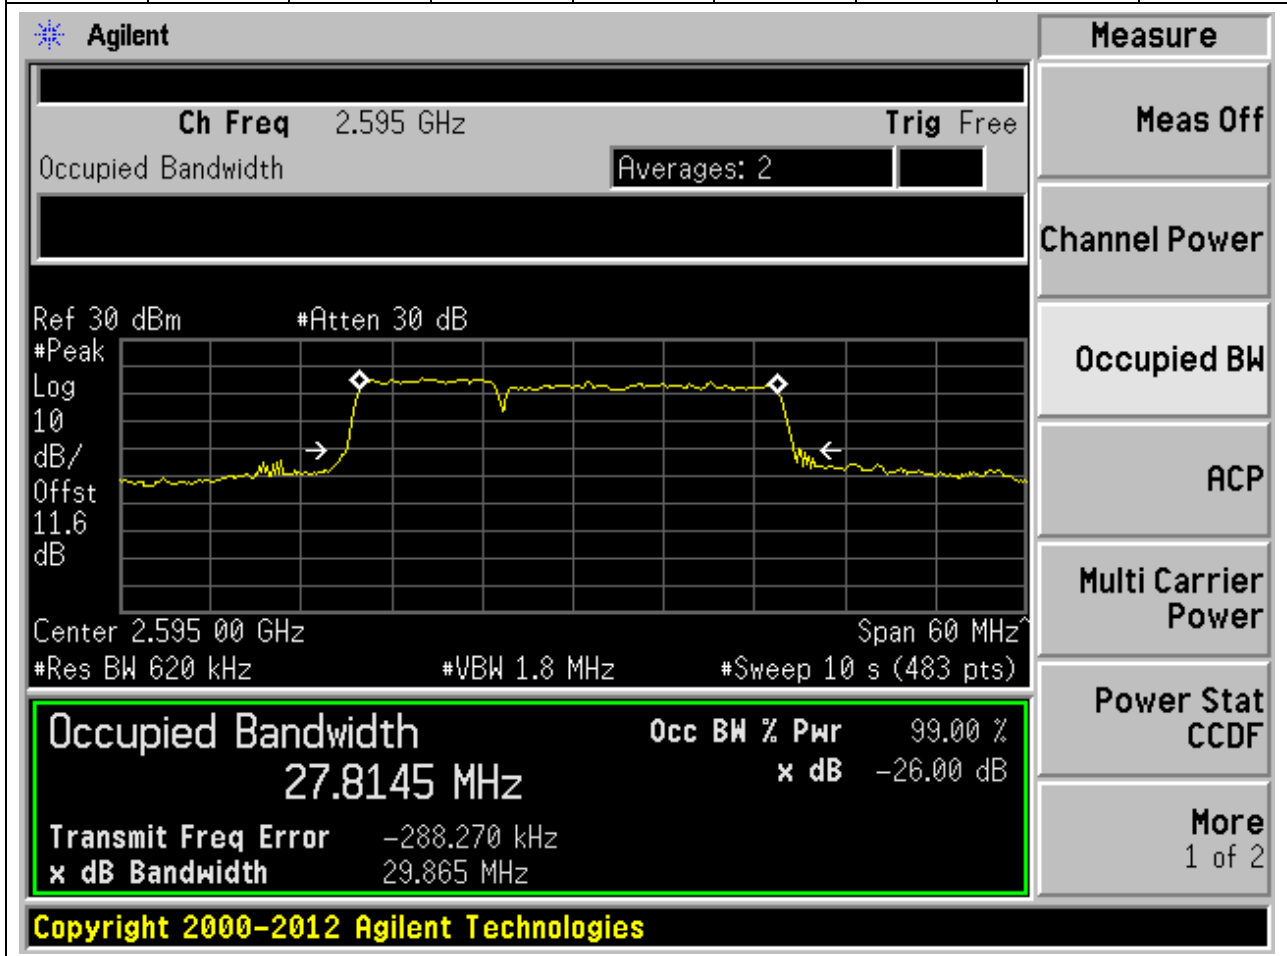 Agilent
Measure
Ch Freq 2.595 GHz Trig Free
Occupied Bandwidth Averages: 2
Meas Off
Channel Power
Occupied BW
ACP
Multi Carrier
Power
Power Stat
CCDF
More
1 of 2
Ref 30 dBm #Atten 30 dB
#Peak
Log
10
dB/
Offst
11.6
dB
Center 2.595 00 GHz Span 60 MHz^
#Res BW 620 kHz #VBW 1.8 MHz #Sweep 10 s (483 pts)
Occupied Bandwidth Occ BW % Pwr 99.00 %
27.8145 MHz x dB -26.00 dB
Transmit Freq Error -288.270 kHz
x dB Bandwidth 29.865 MHz
Copyright 2000-2012 Agilent Technologies